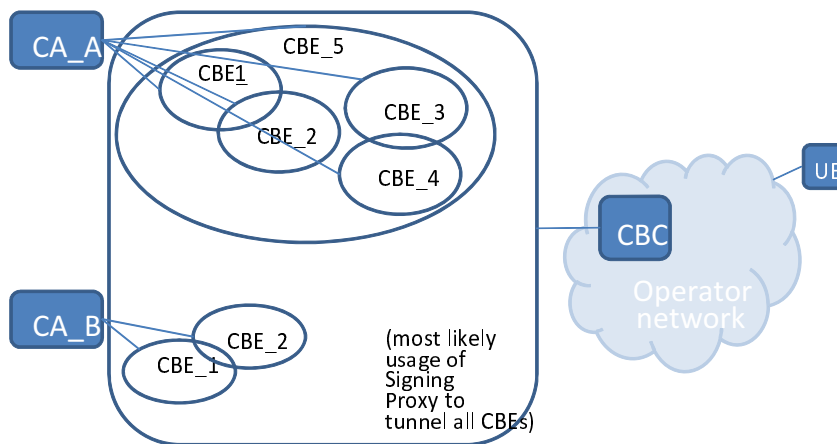 CA_A
CBE_5
CBE1
CBE_2
CBE_3
CBE_4
UE
CBC
Operator
network
CA_B
CBE_2
CBE_1
(most likely
usage of
Signing
Proxy to
tunnel all CBEs)